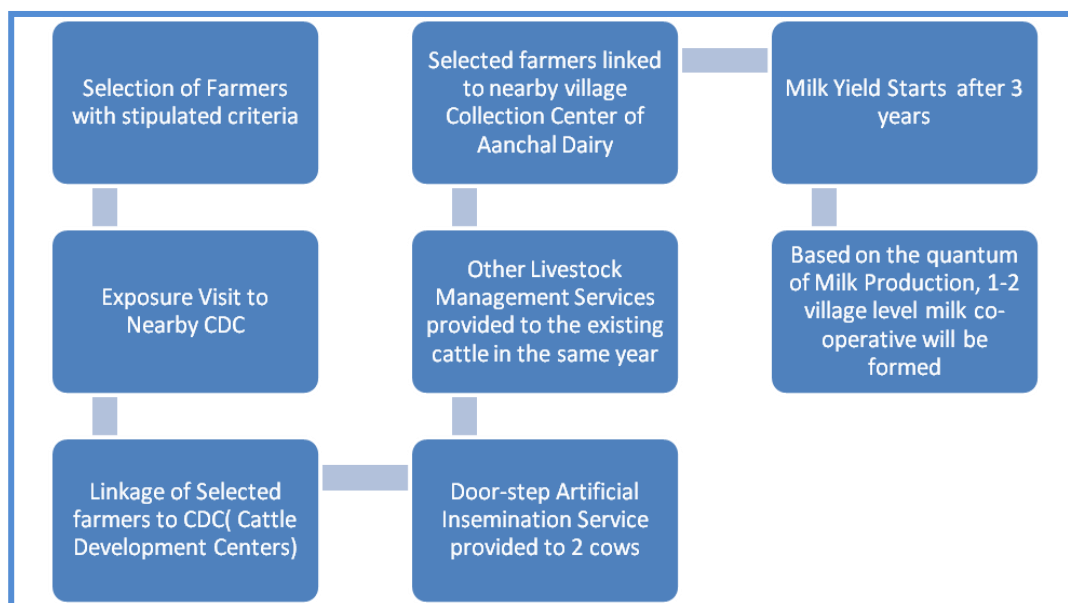 Selection of Farmers
with stipulated criteria
Exposure Visit to
Nearby CDC
Linkage of Selected
farmers to CDC( Cattle
Development Centers)
Door-step Artificial
Insemination Service
provided to 2 cows
Other Livestock
Management Services
provided to the existing
cattle in the same year
Selected farmers linked
to nearby village
Collection Center of
Aanchal Dairy
Milk Yield Starts after 3
years
Based on the quantum
of Milk Production, 1-2
village level milk co-
operative will be
formed